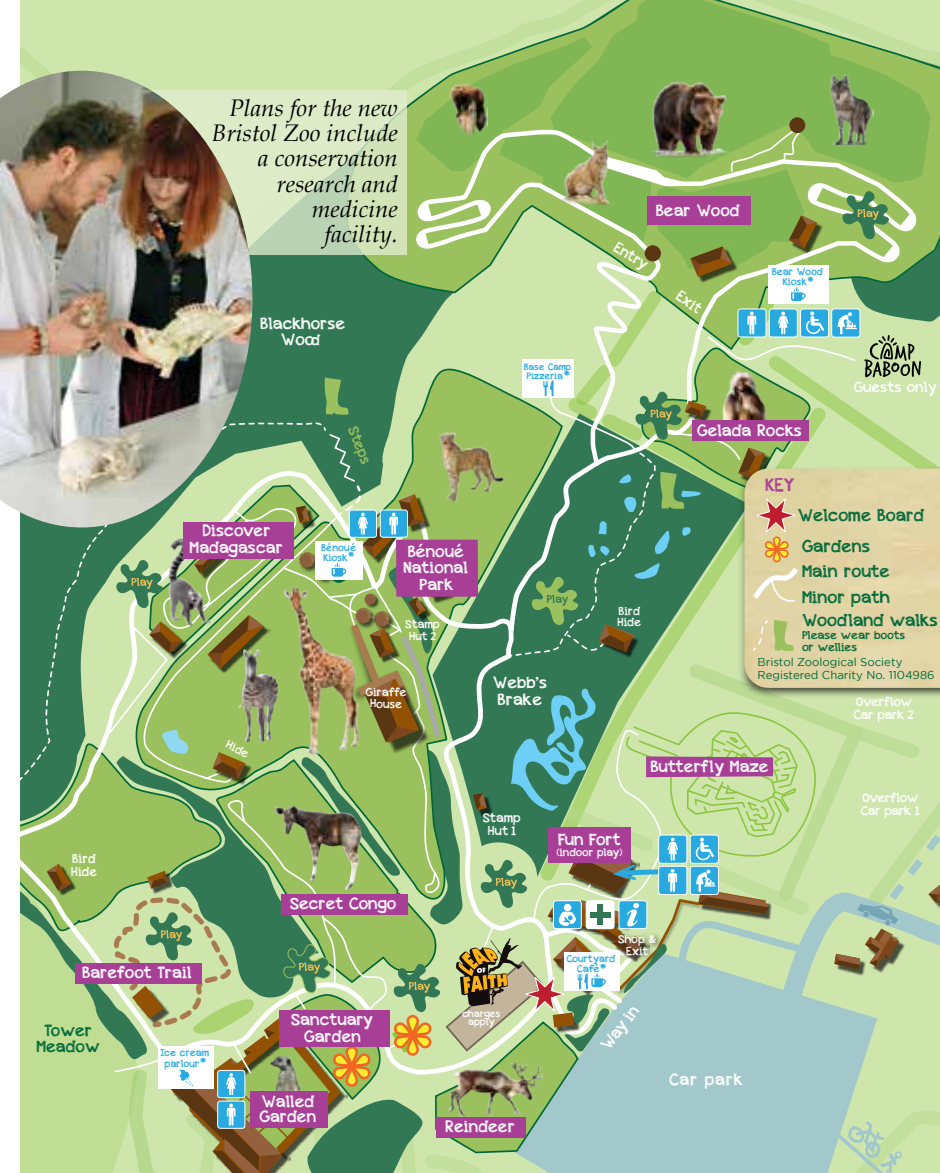 Plans for the new
Bristol Zoo include
a conservation
research and
medicine
facility.
Bear Wood
Play
Entry
Exit
Bear Wood
Kiosk*
CAMP
BABOON
Guests only
Blackhorse
Wood
Steps
Base Camp
Pizzeria*
Play
Gelada Rocks
KEY
Welcome Board
Gardens
Main route
Minor path
Woodland walks
Please wear boots
or wellies
Bristol Zoological Society
Registered Charity No. 1104986
Discover
Madagascar
Bénoué
Kiosk*
Bénoué
National
Park
Play
Play
Stamp
Hut 2
Bird
Hide
Giraffe
House
Webb's
Brake
Hide
Overflow
Car park 2
Butterfly Maze
Overflow
Car park 1
Stamp
Hut 1
Fun Fort
(indoor play)
Bird
Hide
Play
Secret Congo
Play
Barefoot Trail
Play
Play
LEAP
OF
FAITH
charges
apply
Shop &
Exit
Courtyard
Café*
Way in
Sanctuary
Garden
Tower
Meadow
Ice cream
parlour*
Walled
Garden
Reindeer
Car park